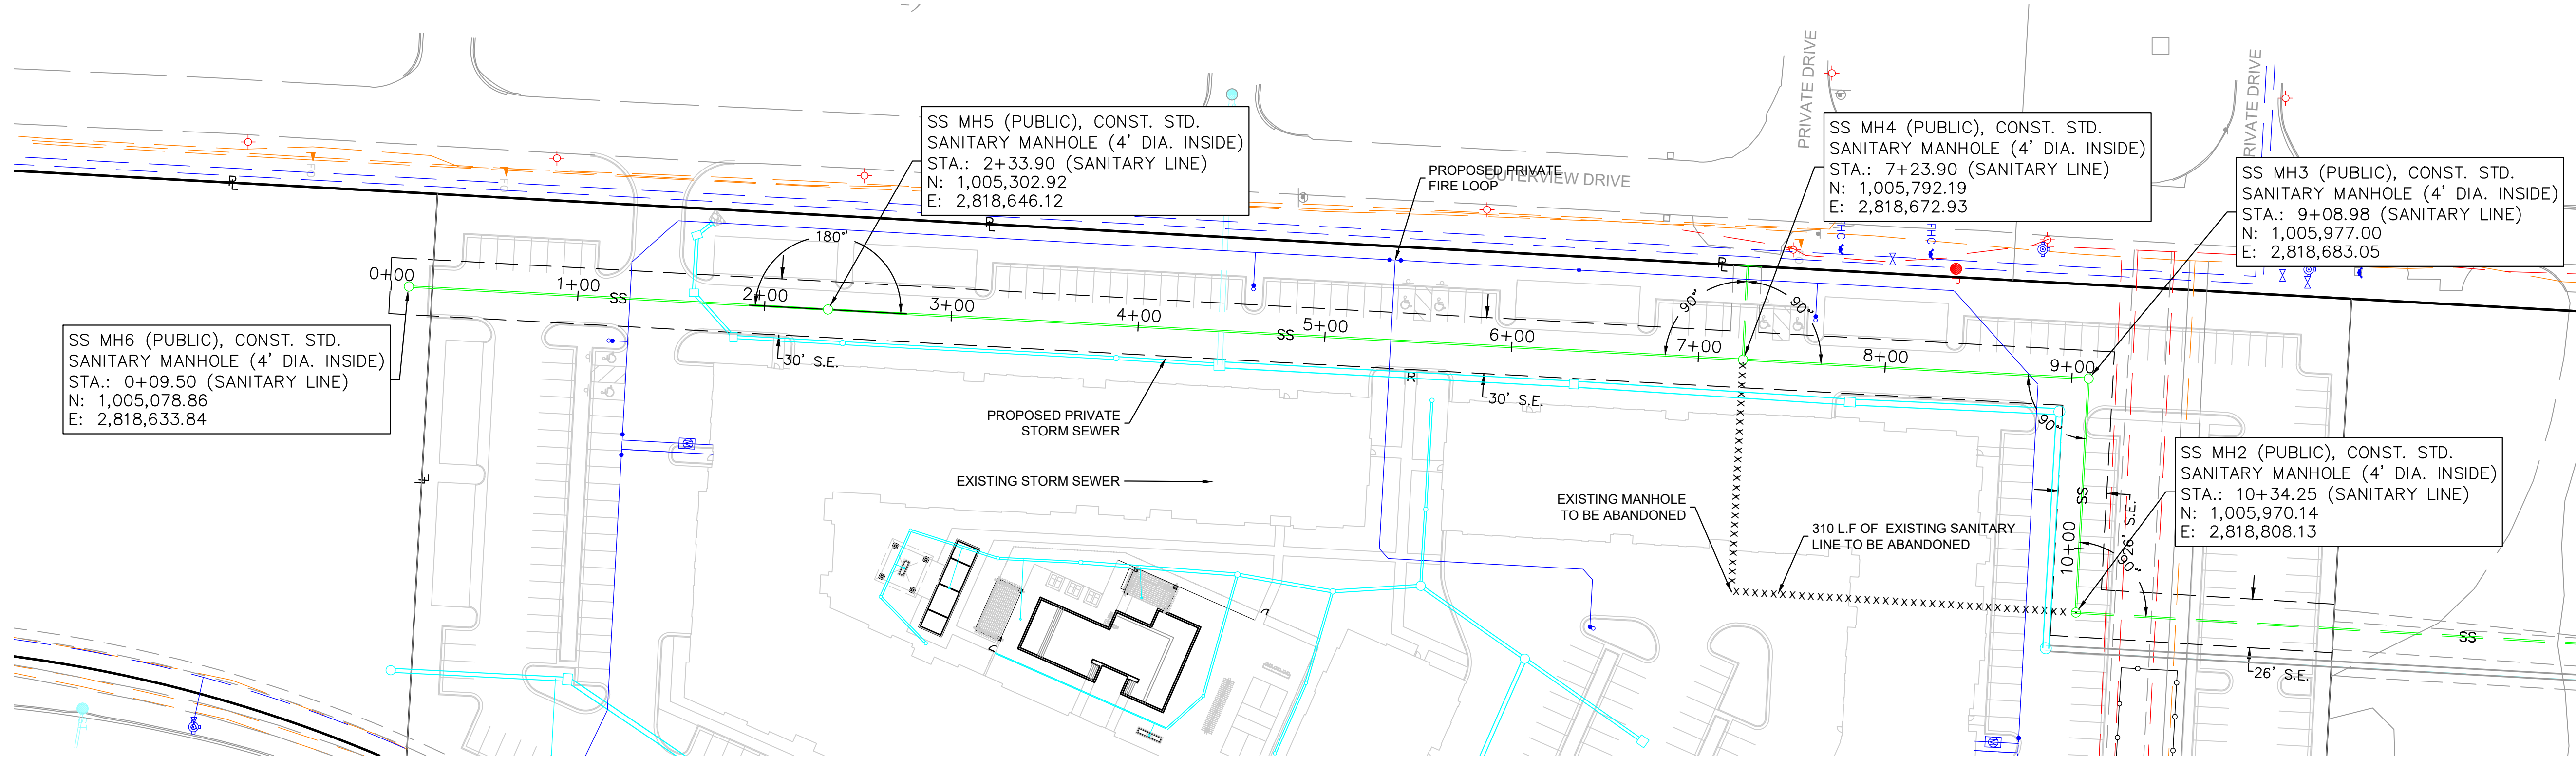 PRIVATE DRIVE
RIVATE DRIVE
SS MH5 (PUBLIC), CONST. STD.
SANITARY MANHOLE (4' DIA. INSIDE)
STA.: 2+33.90 (SANITARY LINE)
N: 1,005,302.92
E: 2,818,646.12
SS MH4 (PUBLIC), CONST. STD.
SANITARY MANHOLE (4' DIA. INSIDE)
STA.: 7+23.90 (SANITARY LINE)
N: 1,005,792.19
E: 2,818,672.93
SS MH3 (PUBLIC), CONST. STD.
SANITARY MANHOLE (4' DIA. INSIDE)
STA.: 9+08.98 (SANITARY LINE)
N: 1,005,977.00
E: 2,818,683.05
PROPOSED PRIVATE
FIRE LOOP
OUTERVIEW DRIVE
FHC
FHC
PL
PL
PL
180°
90°
90°
0+00
1+00
SS
2+00
3+00
4+00
5+00
SS
6+00
7+00
8+00
9+00
SS MH6 (PUBLIC), CONST. STD.
SANITARY MANHOLE (4' DIA. INSIDE)
STA.: 0+09.50 (SANITARY LINE)
N: 1,005,078.86
E: 2,818,633.84
30' S.E.
R
30' S.E.
PROPOSED PRIVATE
STORM SEWER
EXISTING STORM SEWER
EXISTING MANHOLE
TO BE ABANDONED
310 L.F OF EXISTING SANITARY
LINE TO BE ABANDONED
90°
SS
10+00
26' S.E.
90°
SS MH2 (PUBLIC), CONST. STD.
SANITARY MANHOLE (4' DIA. INSIDE)
STA.: 10+34.25 (SANITARY LINE)
N: 1,005,970.14
E: 2,818,808.13
SS
26' S.E.